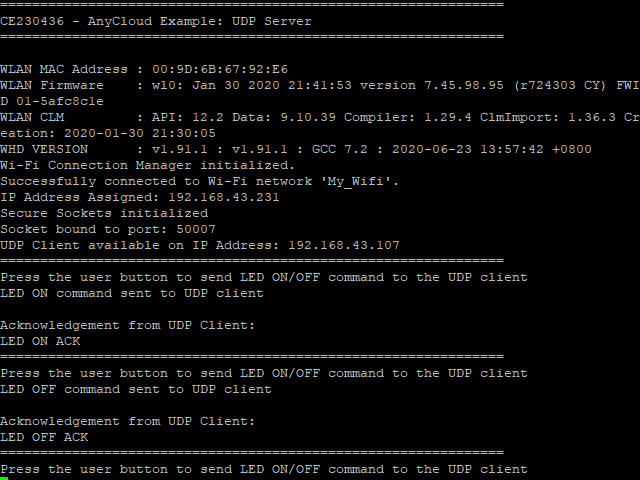 ===============================================================
CE230436 - AnyCloud Example: UDP Server
===============================================================
WLAN MAC Address : 00:9D:6B:67:92:E6
WLAN Firmware    : wl0: Jan 30 2020 21:41:53 version 7.45.98.95 (r724303 CY) FWI
D 01-5afc8c1e
WLAN CLM         : API: 12.2 Data: 9.10.39 Compiler: 1.29.4 ClmImport: 1.36.3 Cr
eation: 2020-01-30 21:30:05
WHD VERSION      : v1.91.1 : v1.91.1 : GCC 7.2 : 2020-06-23 13:57:42 +0800
Wi-Fi Connection Manager initialized.
Successfully connected to Wi-Fi network 'My_Wifi'.
IP Address Assigned: 192.168.43.231
Secure Sockets initialized
Socket bound to port: 50007
UDP Client available on IP Address: 192.168.43.107
===============================================================
Press the user button to send LED ON/OFF command to the UDP client
LED ON command sent to UDP client
Acknowledgement from UDP Client:
LED ON ACK
===============================================================
Press the user button to send LED ON/OFF command to the UDP client
LED OFF command sent to UDP client
Acknowledgement from UDP Client:
LED OFF ACK
===============================================================
Press the user button to send LED ON/OFF command to the UDP client